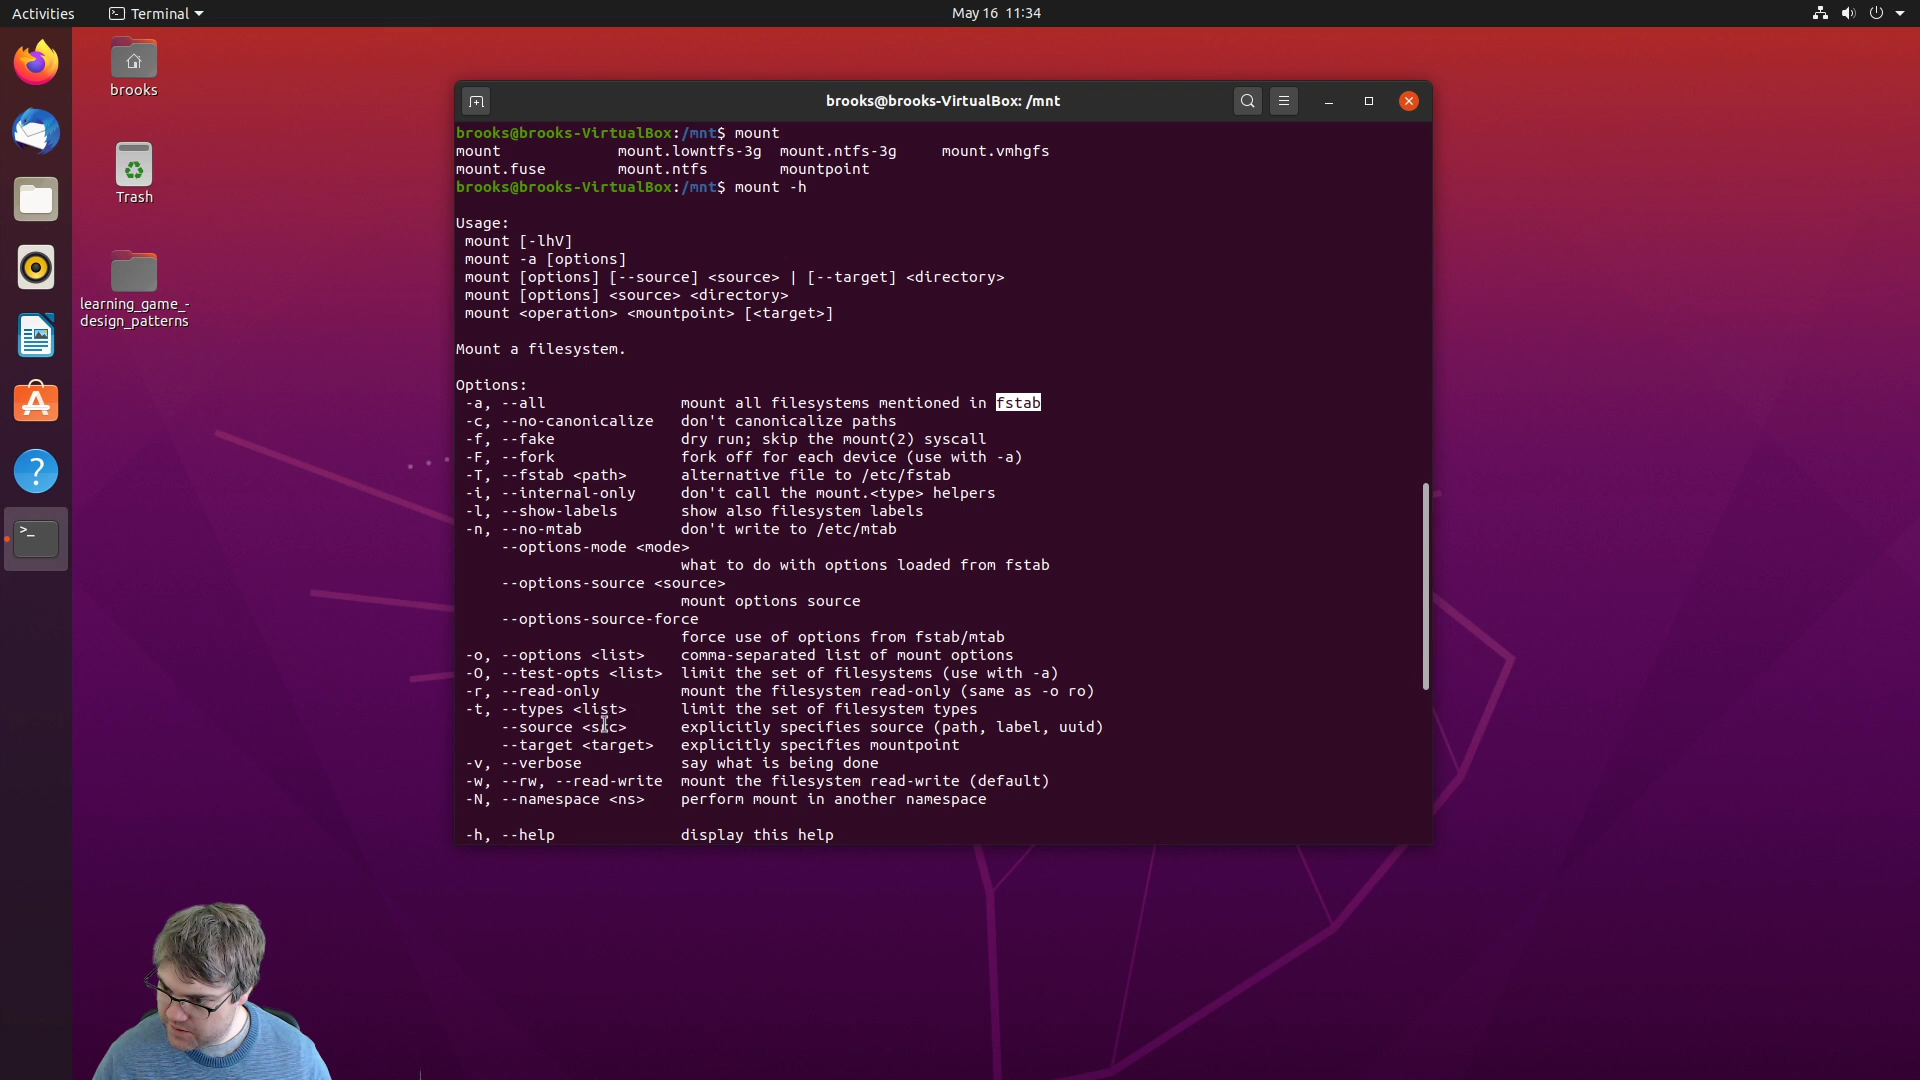 Activities
Terminal
May 16 11:34
brooks
Trash
learning_game_-
design_patterns
brooks@brooks-VirtualBox: /mnt
brooks@brooks-VirtualBox:/mnt$ mount
mount mount.lowntfs-3g mount.ntfs-3g mount.vmhgfs
mount.fuse mount.ntfs mountpoint
brooks@brooks-VirtualBox:/mnt$ mount -h
Usage:
mount [-lhV]
mount -a [options]
mount [options] [--source] <source> | [--target] <directory>
mount [options] <source> <directory>
mount <operation> <mountpoint> [<target>]
Mount a filesystem.
Options:
-a, --all mount all filesystems mentioned in fstab
-c, --no-canonicalize don't canonicalize paths
-f, --fake dry run; skip the mount(2) syscall
-F, --fork fork off for each device (use with -a)
-T, --fstab <path> alternative file to /etc/fstab
-i, --internal-only don't call the mount.<type> helpers
-l, --show-labels show also filesystem labels
-n, --no-mtab don't write to /etc/mtab
--options-mode <mode>
what to do with options loaded from fstab
--options-source <source>
mount options source
--options-source-force
force use of options from fstab/mtab
-o, --options <list> comma-separated list of mount options
-O, --test-opts <list> limit the set of filesystems (use with -a)
-r, --read-only mount the filesystem read-only (same as -o ro)
-t, --types <list> limit the set of filesystem types
--source <src> explicitly specifies source (path, label, uuid)
--target <target> explicitly specifies mountpoint
-v, --verbose say what is being done
-w, --rw, --read-write mount the filesystem read-write (default)
-N, --namespace <ns> perform mount in another namespace
-h, --help display this help